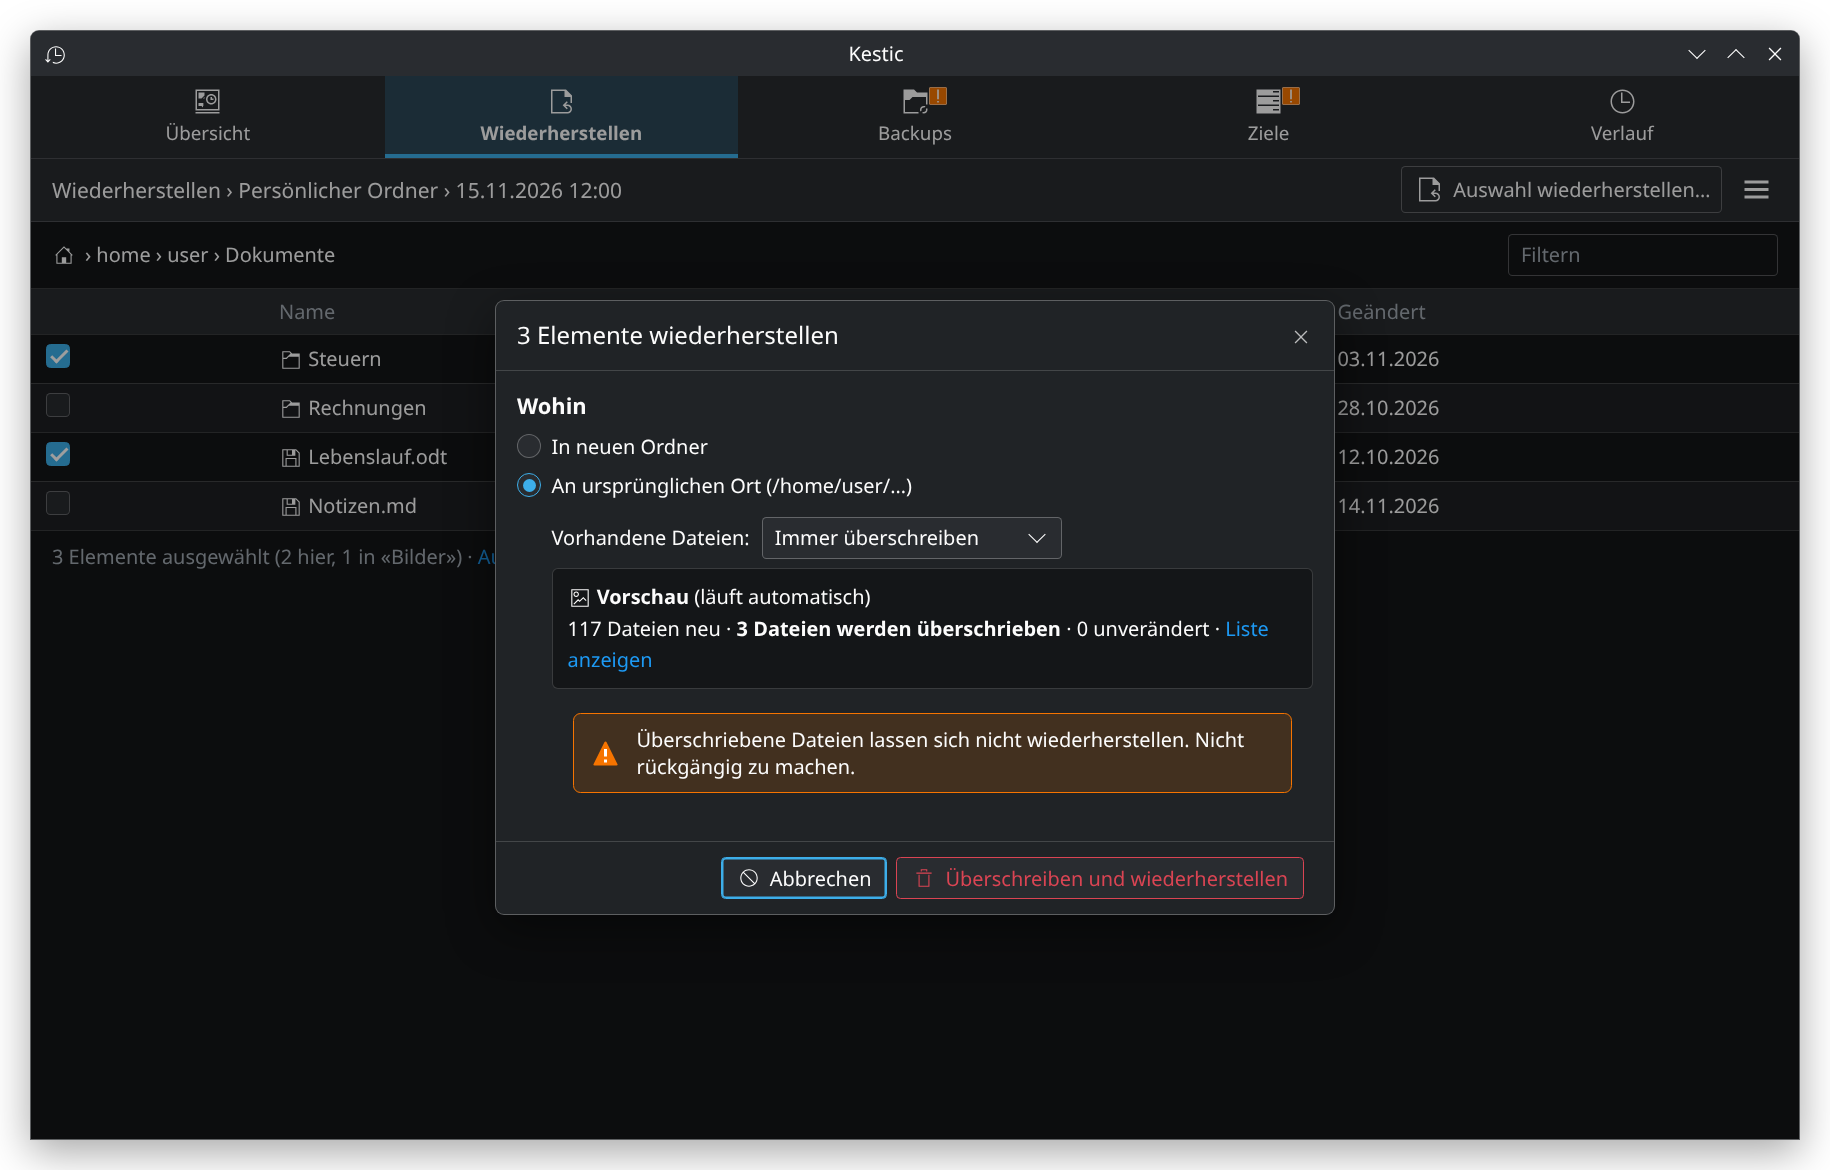 Kestic
Übersicht
Wiederherstellen
Backups
Ziele
Verlauf
Wiederherstellen › Persönlicher Ordner › 15.11.2026 12:00
Auswahl wiederherstellen...
› home › user › Dokumente
Filtern
Name
Geändert
Steuern
03.11.2026
Rechnungen
28.10.2026
Lebenslauf.odt
12.10.2026
Notizen.md
14.11.2026
3 Elemente ausgewählt (2 hier, 1 in «Bilder») ·
3 Elemente wiederherstellen
Wohin
In neuen Ordner
An ursprünglichen Ort (/home/user/...)
Vorhandene Dateien: Immer überschreiben
Vorschau (läuft automatisch)
117 Dateien neu · 3 Dateien werden überschrieben · 0 unverändert · Liste
anzeigen
Überschriebene Dateien lassen sich nicht wiederherstellen. Nicht
rückgängig zu machen.
Abbrechen
Überschreiben und wiederherstellen